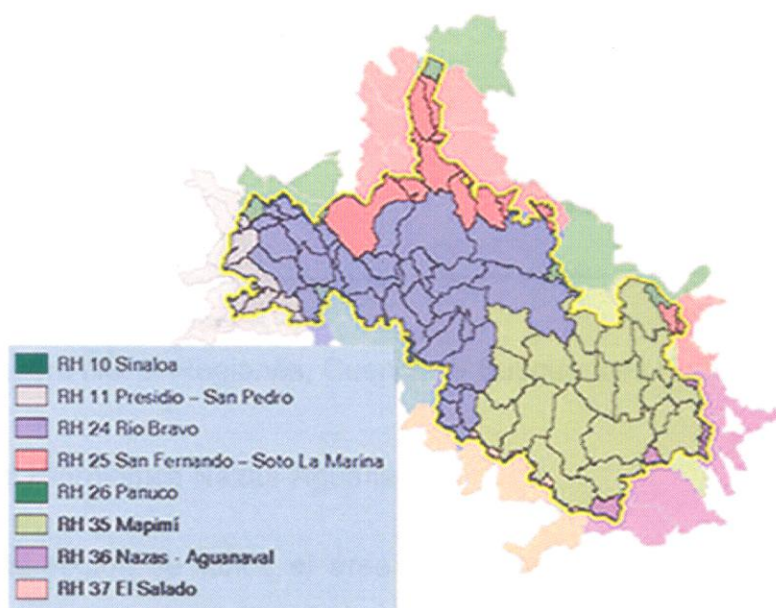 RH 10 Sinaloa
RH 11 Presidio – San Pedro
RH 24 Río Bravo
RH 25 San Fernando – Soto La Marina
RH 26 Panuco
RH 35 Mapimí
RH 36 Nazas - Aguanaval
RH 37 El Salado